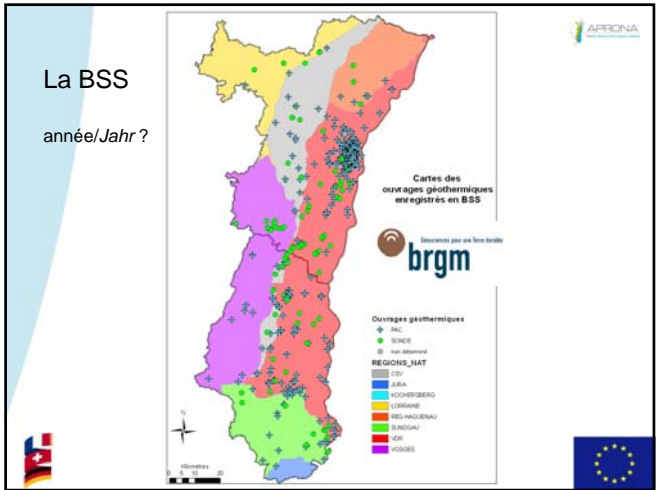 La BSS
année/Jahr ?
APRONA
Cartes des
ouvrages géothermiques
enregistrés en BSS
Géosciences pour une Terre durable
brgm
Ouvrages géothermiques
PAC
SONDE
non déterminé
REGIONS_NAT
CSV
JURA
KOCHERSBERG
LORRAINE
REG HAGUENAU
SUNDGAU
VDR
VOSGES
N
Kilomètres
0 5 10 20